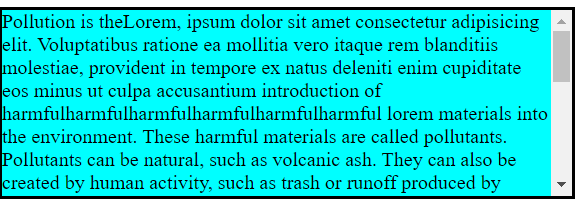 Pollution is theLorem, ipsum dolor sit amet consectetur adipisicing
elit. Voluptatibus ratione ea mollitia vero itaque rem blanditiis
molestiae, provident in tempore ex natus deleniti enim cupiditate
eos minus ut culpa accusantium introduction of
harmfulharmfulharmfulharmfulharmfulharmful lorem materials into
the environment. These harmful materials are called pollutants.
Pollutants can be natural, such as volcanic ash. They can also be
created by human activity, such as trash or runoff produced by